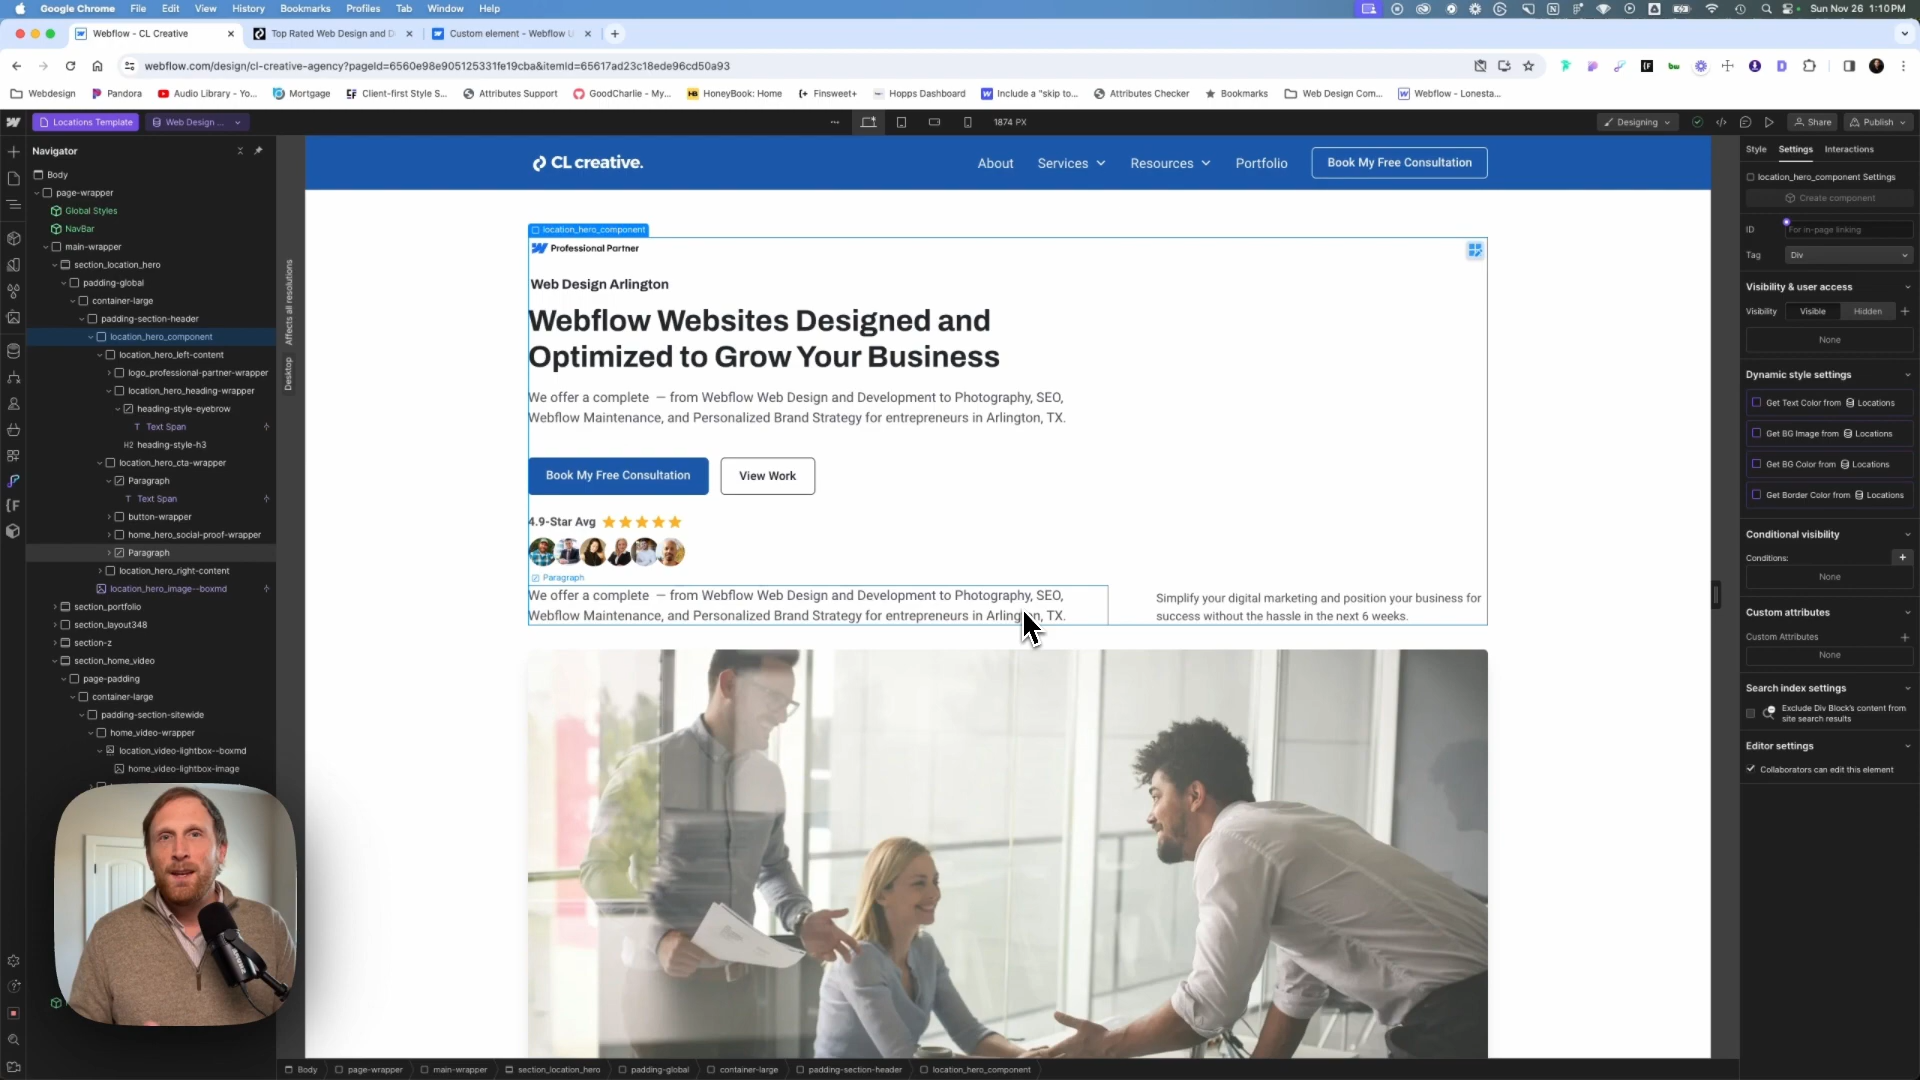 Google Chrome File Edit View History Bookmarks Profiles Tab Window Help
Sun Nov 26 1:10PM
Webflow - CL Creative
Top Rated Web Design and D
Custom element - Webflow U
webflow.com/design/cl-creative-agency?pageId=6560e98e905125331fe19cba&itemId=65617ad23c18ede96cd50a93
Webdesign Pandora Audio Library - Yo... Mortgage Client-first Style S... Attributes Support GoodCharlie - My... HoneyBook: Home Finsweet+ Hopps Dashboard Include a "skip to... Attributes Checker Bookmarks Web Design Com... Webflow - Lonesta...
Locations Template Web Design ... 1874 PX Designing Share Publish
Navigator
Body
page-wrapper
Global Styles
NavBar
main-wrapper
section_location_hero
padding-global
container-large
padding-section-header
location_hero_component
location_hero_left-content
logo_professional-partner-wrapper
location_hero_heading-wrapper
heading-style-eyebrow
Text Span
H2 heading-style-h3
location_hero_cta-wrapper
Paragraph
Text Span
button-wrapper
home_hero_social-proof-wrapper
Paragraph
location_hero_right-content
location_hero_image--boxmd
section_portfolio
section_layout348
section-z
section_home_video
page-padding
container-large
padding-section-sitewide
home_video-wrapper
location_video-lightbox--boxmd
home_video-lightbox-image
Affects all resolutions
Desktop
CL creative.
About Services Resources Portfolio Book My Free Consultation
location_hero_component
Professional Partner
Web Design Arlington
Webflow Websites Designed and
Optimized to Grow Your Business
We offer a complete — from Webflow Web Design and Development to Photography, SEO,
Webflow Maintenance, and Personalized Brand Strategy for entrepreneurs in Arlington, TX.
Book My Free Consultation View Work
4.9-Star Avg
Paragraph
We offer a complete — from Webflow Web Design and Development to Photography, SEO,
Webflow Maintenance, and Personalized Brand Strategy for entrepreneurs in Arlington, TX.
Simplify your digital marketing and position your business for
success without the hassle in the next 6 weeks.
Style Settings Interactions
location_hero_component Settings
Create component
ID For in-page linking
Tag Div
Visibility & user access
Visibility Visible Hidden
None
Dynamic style settings
Get Text Color from Locations
Get BG Image from Locations
Get BG Color from Locations
Get Border Color from Locations
Conditional visibility
Conditions:
None
Custom attributes
Custom Attributes
None
Search index settings
Exclude Div Block's content from
site search results
Editor settings
Collaborators can edit this element
Body page-wrapper main-wrapper section_location_hero padding-global container-large padding-section-header location_hero_component